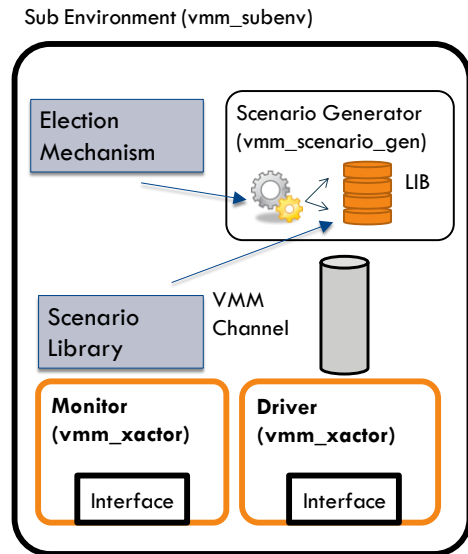 Sub Environment (vmm_subenv)
Election
Mechanism
Scenario Generator
(vmm_scenario_gen)
LIB
Scenario
Library
VMM
Channel
Monitor
(vmm_xactor)
Interface
Driver
(vmm_xactor)
Interface